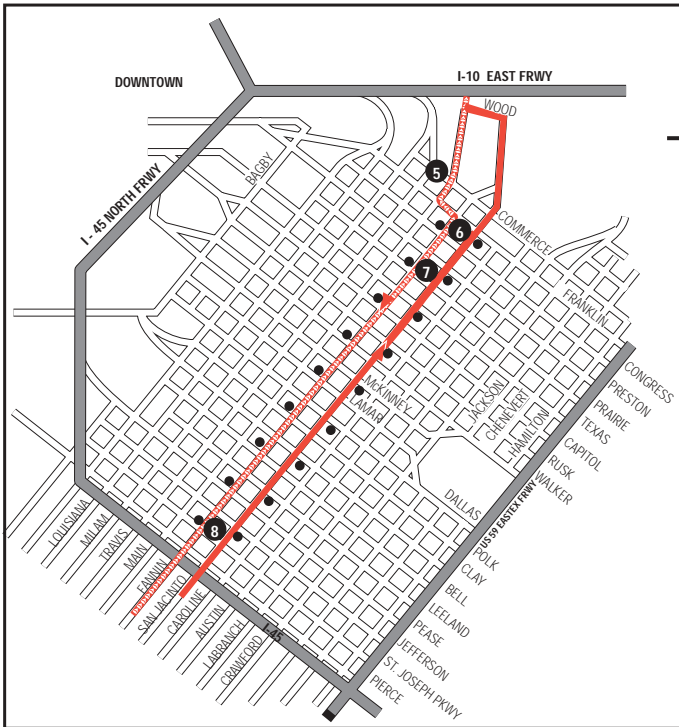 DOWNTOWN
I-10 EAST FRWY
WOOD
BAGBY
5
I - 45 NORTH FRWY
6
COMMERCE
7
FRANKLIN
CONGRESS
PRESTON
PRAIRIE
TEXAS
CAPITOL
RUSK
WALKER
McKINNEY
LAMAR
JACKSON
CHENEVERT
HAMILTON
DALLAS
US 59 EASTEX FRWY
POLK
CLAY
BELL
LEELAND
PEASE
JEFFERSON
ST. JOSEPH PKWY
PIERCE
8
LOUISIANA
MILAM
TRAVIS
MAIN
FANNIN
SAN JACINTO
CAROLINE
AUSTIN
LABRANCH
CRAWFORD
I-45